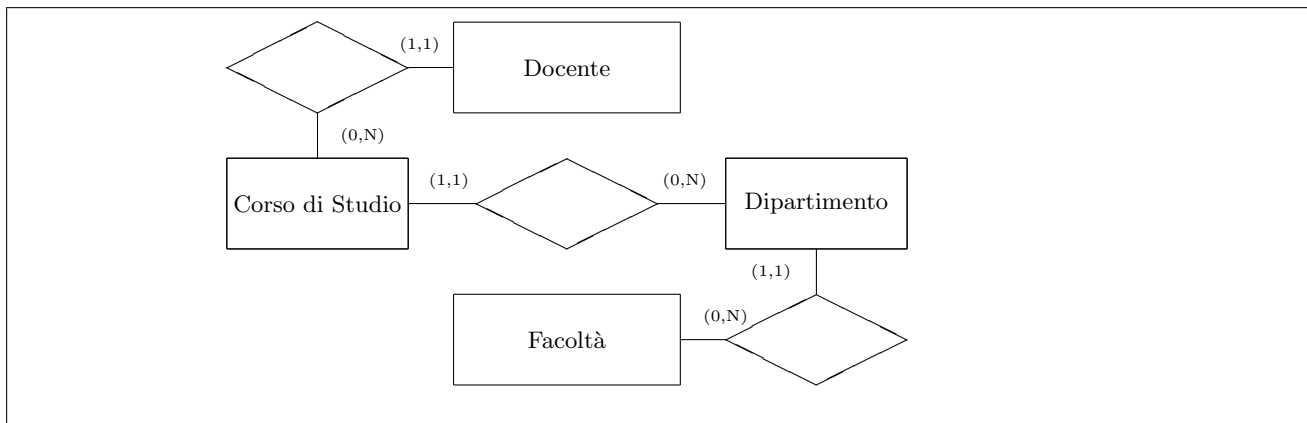 (1,1)
Docente
(0,N)
Corso di Studio
(1,1)
(0,N)
Dipartimento
(1,1)
Facoltà
(0,N)